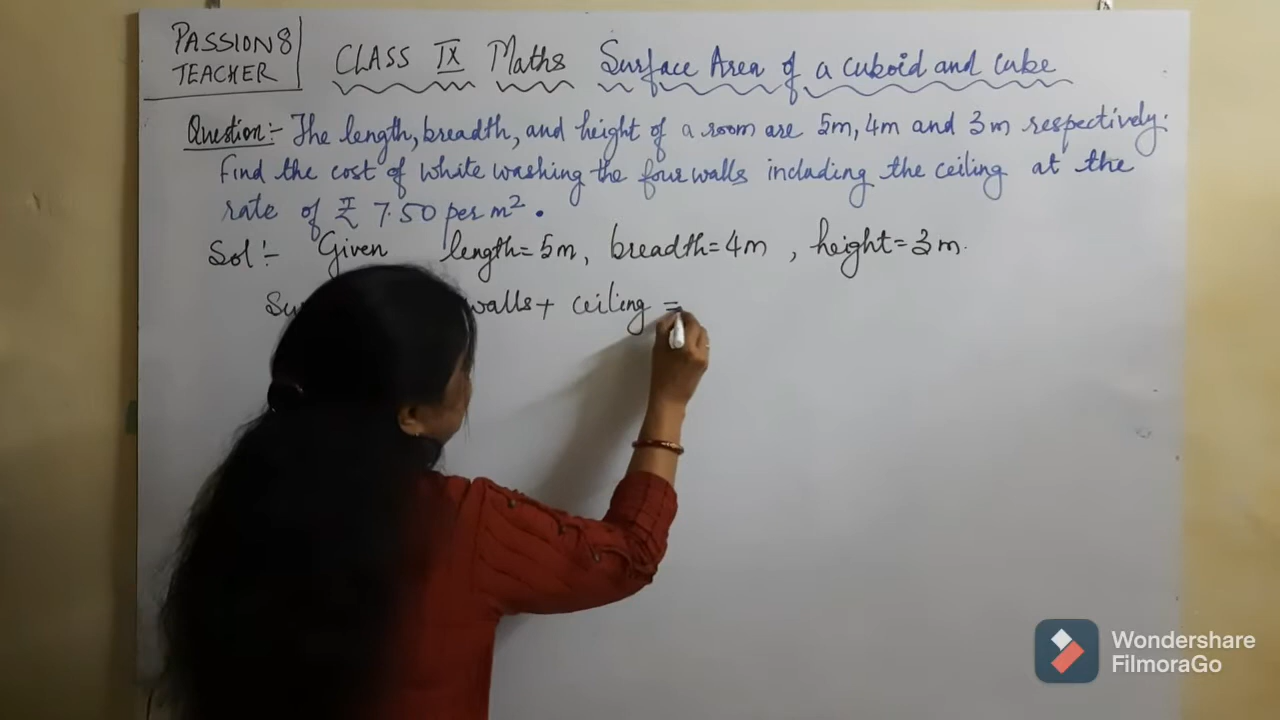 PASSION8
TEACHER
CLASS IX Maths Surface Area of a cuboid and cube
Question:- The length, breadth, and height of a room are 5m, 4m and 3m respectively.
Find the cost of white washing the four walls including the ceiling at the
rate of ₹ 7.50 per m².
Sol:- Given length=5m, breadth=4m, height=3m.
walls+ ceiling =
Wondershare
FilmoraGo